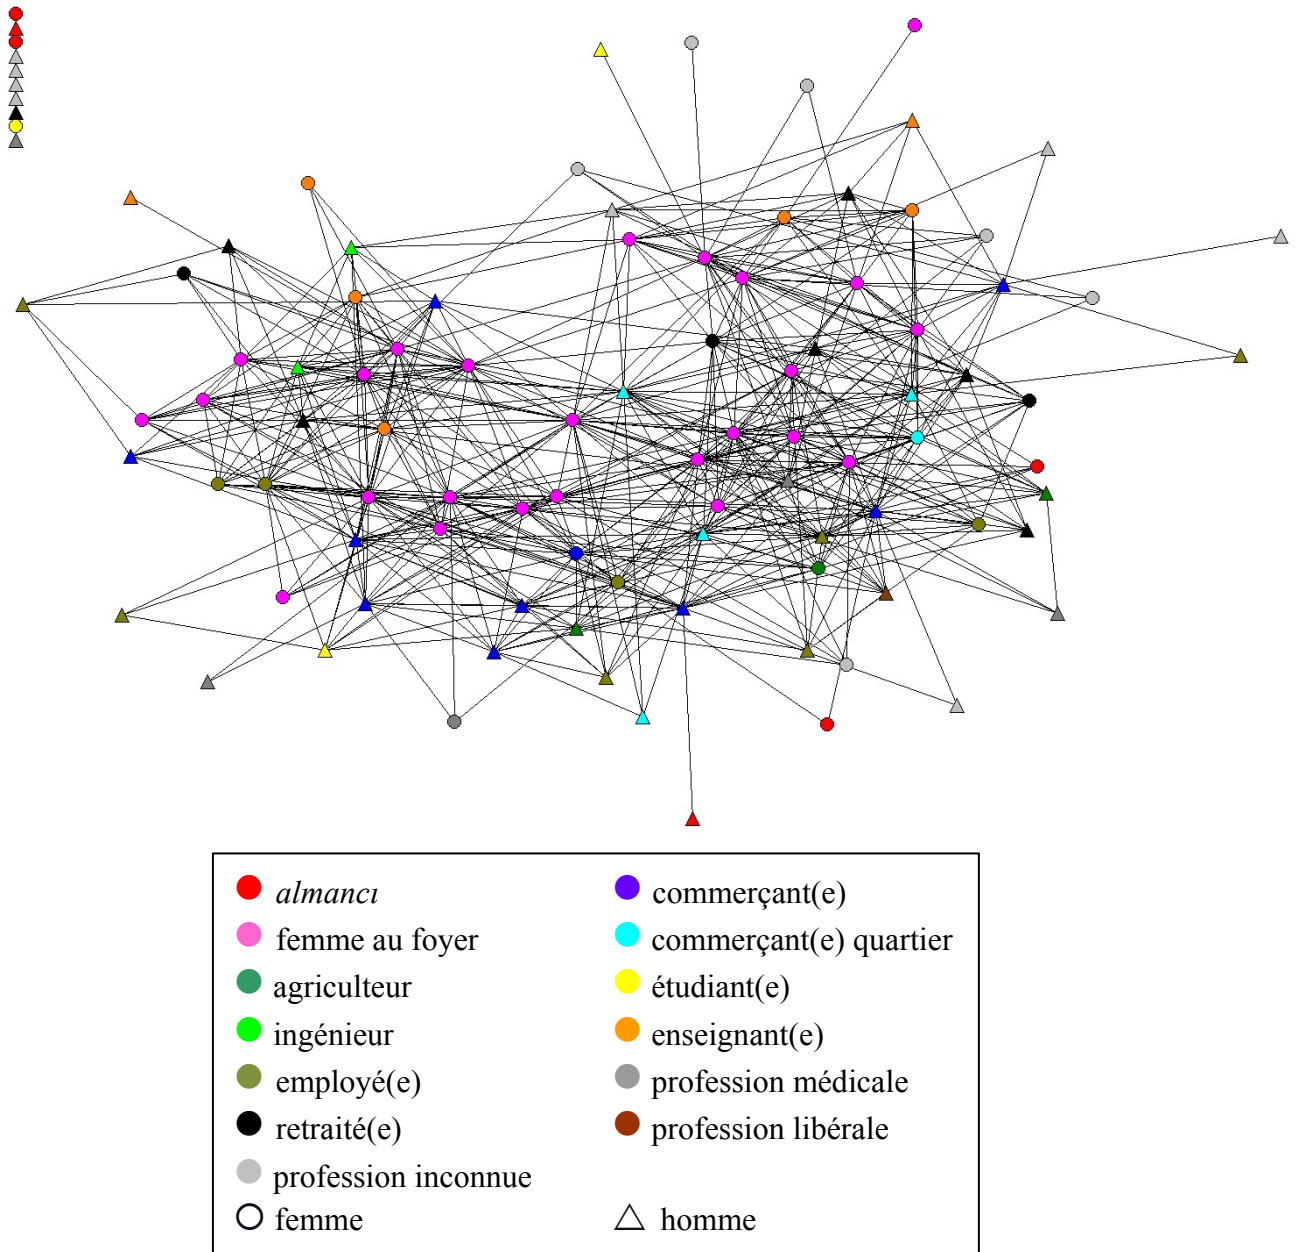 almancı
commerçant(e)
femme au foyer
commerçant(e) quartier
agriculteur
étudiant(e)
ingénieur
enseignant(e)
employé(e)
profession médicale
retraité(e)
profession libérale
profession inconnue
femme
homme